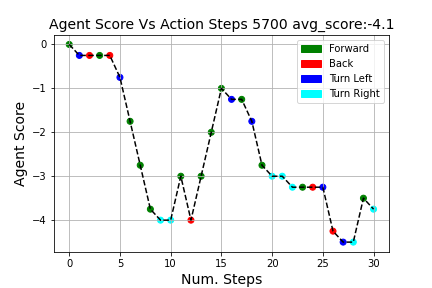 Agent Score Vs Action Steps 5700 avg_score:-4.1
Agent Score
0
−1
−2
−3
−4
Forward
Back
Turn Left
Turn Right
0 5 10 15 20 25 30
Num. Steps